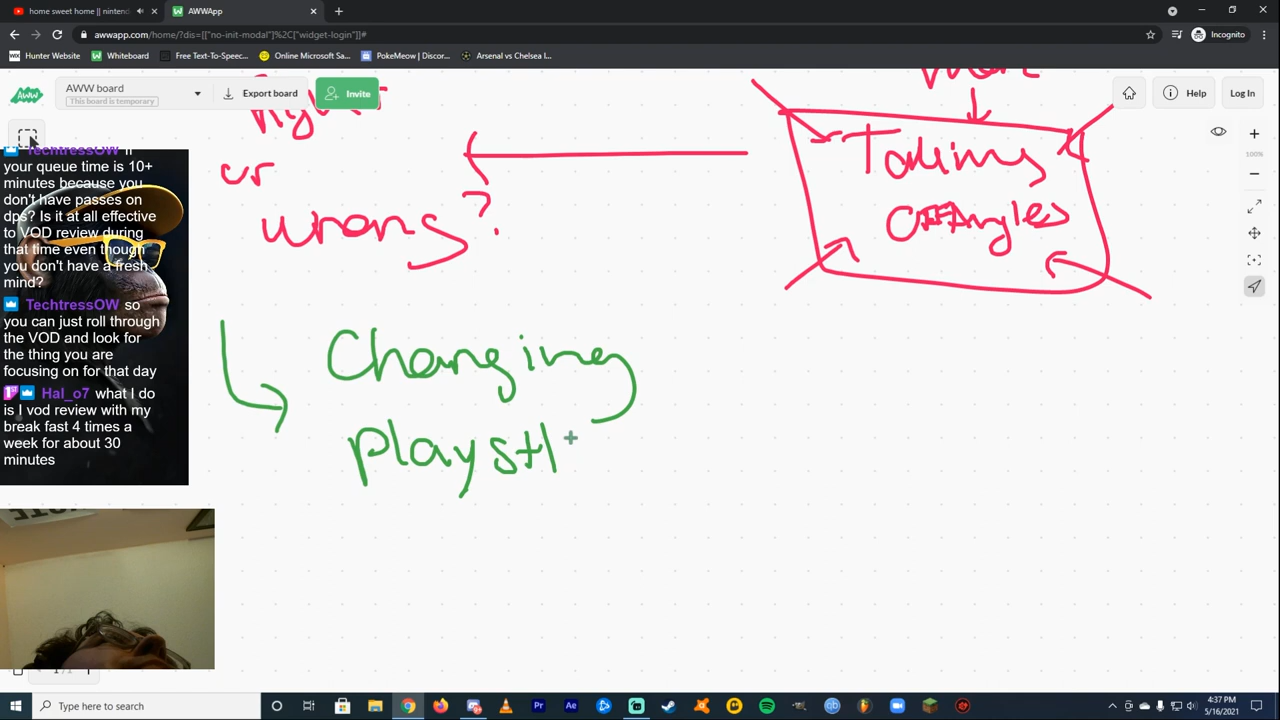 home sweet home || nintend
AWWApp
awwapp.com/home/?dis=[["no-init-modal"]%2C["widget-login"]]#
Incognito
Hunter Website
Whiteboard
Free Text-To-Speec...
Online Microsoft Sa...
PokeMeow | Discor...
Arsenal vs Chelsea l...
AWW
AWW board
This board is temporary
Export board
Invite
Help
Log In
100%
or
wrong?
Taking
Angles
Changing
playstl
TechtressOW If
your queue time is 10+
minutes because you
don't have passes on
dps? Is it at all effective
to VOD review during
that time even though
you don't have a fresh
mind?
TechtressOW so
you can just roll through
the VOD and look for
the thing you are
focusing on for that day
Hal_o7 what I do
is I vod review with my
break fast 4 times a
week for about 30
minutes
Type here to search
4:37 PM
5/16/2021